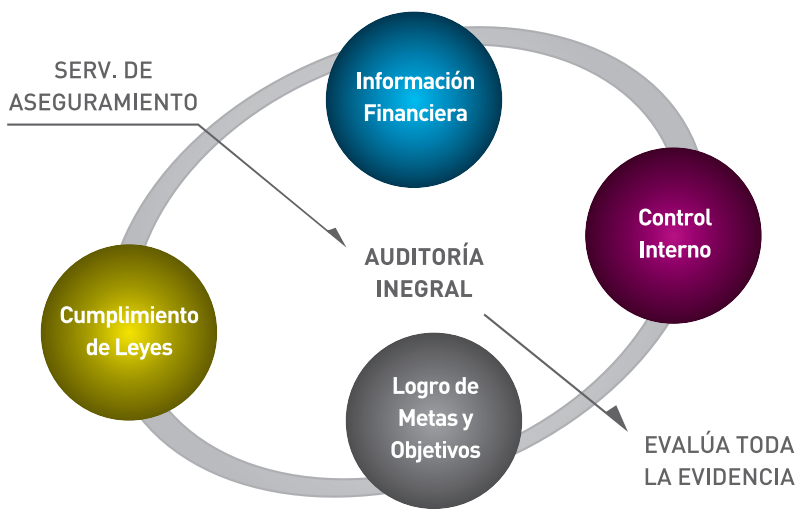 SERV. DE
ASEGURAMIENTO
Información
Financiera
Control
Interno
AUDITORÍA
INEGRAL
Cumplimiento
de Leyes
Logro de
Metas y
Objetivos
EVALÚA TODA
LA EVIDENCIA